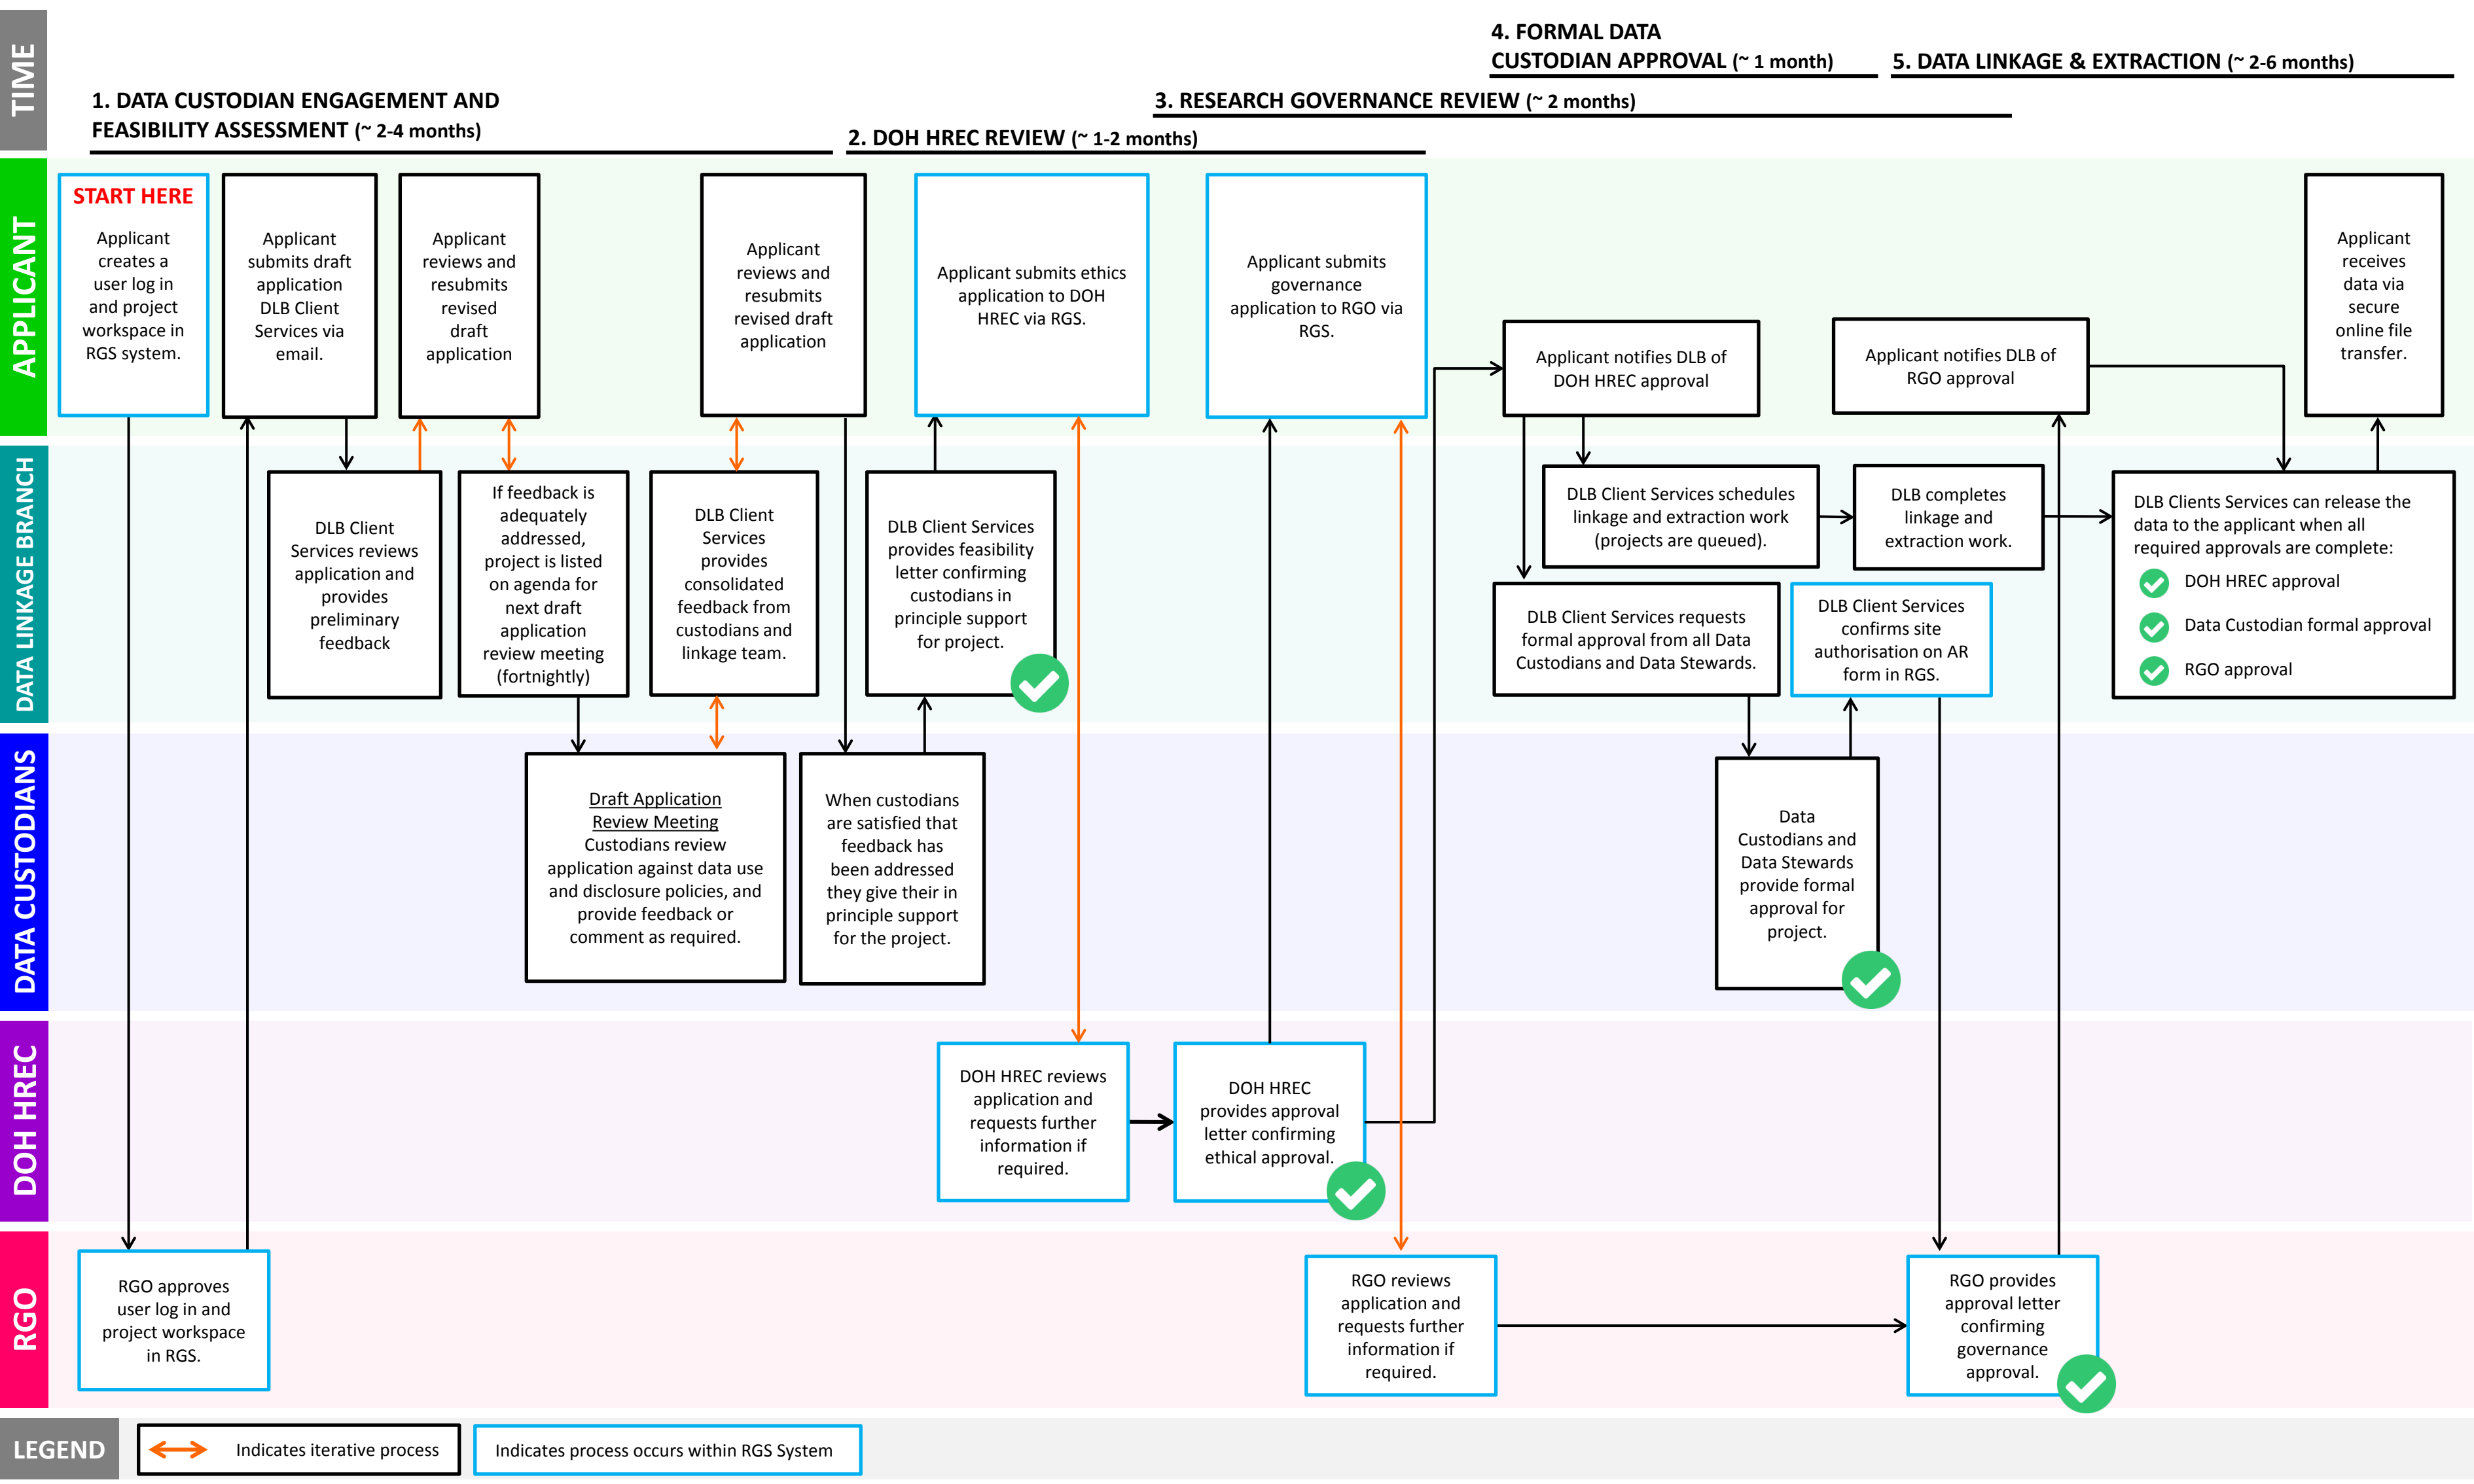 TIME
4. FORMAL DATA
CUSTODIAN APPROVAL (~ 1 month)
5. DATA LINKAGE & EXTRACTION (~ 2-6 months)
1. DATA CUSTODIAN ENGAGEMENT AND
FEASIBILITY ASSESSMENT (~ 2-4 months)
3. RESEARCH GOVERNANCE REVIEW (~ 2 months)
2. DOH HREC REVIEW (~ 1-2 months)
APPLICANT
START HERE
Applicant
creates a
user log in
and project
workspace in
RGS system.
Applicant
submits draft
application
DLB Client
Services via
email.
Applicant
reviews and
resubmits
revised
draft
application
Applicant
reviews and
resubmits
revised draft
application
Applicant submits ethics
application to DOH
HREC via RGS.
Applicant submits
governance
application to RGO via
RGS.
Applicant notifies DLB of
DOH HREC approval
Applicant notifies DLB of
RGO approval
Applicant
receives
data via
secure
online file
transfer.
DATA LINKAGE BRANCH
DLB Client
Services reviews
application and
provides
preliminary
feedback
If feedback is
adequately
addressed,
project is listed
on agenda for
next draft
application
review meeting
(fortnightly)
DLB Client
Services
provides
consolidated
feedback from
custodians and
linkage team.
DLB Client Services
provides feasibility
letter confirming
custodians in
principle support
for project.
DLB Client Services schedules
linkage and extraction work
(projects are queued).
DLB completes
linkage and
extraction work.
DLB Client Services requests
formal approval from all Data
Custodians and Data Stewards.
DLB Client Services
confirms site
authorisation on AR
form in RGS.
DLB Clients Services can release the
data to the applicant when all
required approvals are complete:
DOH HREC approval
Data Custodian formal approval
RGO approval
DATA CUSTODIANS
Draft Application
Review Meeting
Custodians review
application against data use
and disclosure policies, and
provide feedback or
comment as required.
When custodians
are satisfied that
feedback has
been addressed
they give their in
principle support
for the project.
Data
Custodians and
Data Stewards
provide formal
approval for
project.
DOH HREC
DOH HREC reviews
application and
requests further
information if
required.
DOH HREC
provides approval
letter confirming
ethical approval.
RGO
RGO approves
user log in and
project workspace
in RGS.
RGO reviews
application and
requests further
information if
required.
RGO provides
approval letter
confirming
governance
approval.
LEGEND
Indicates iterative process
Indicates process occurs within RGS System